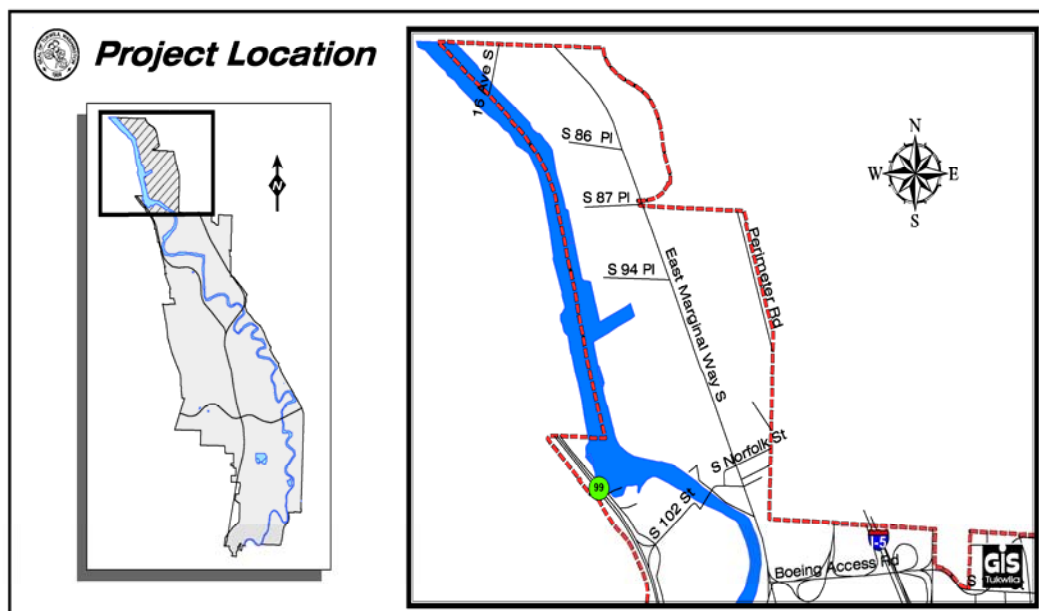 Project Location
N
16 Ave S
S 86 Pl
S 87 Pl
S 94 Pl
East Marginal Way S
Perimeter Rd
N
W E
S
S Norfolk St
S 102 St
99
I-5
Boeing Access Rd
S
GIS
Tukwila